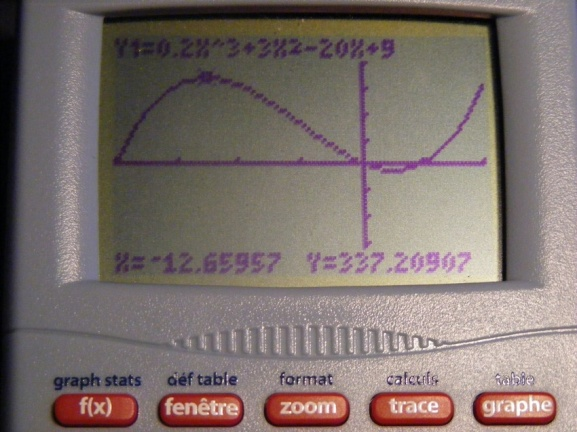 Y1=0.2X^3+3X²-20X+9
X=-12.65957 Y=337.20907
graph stats déf table format calculs table
f(x) fenêtre zoom trace graphe